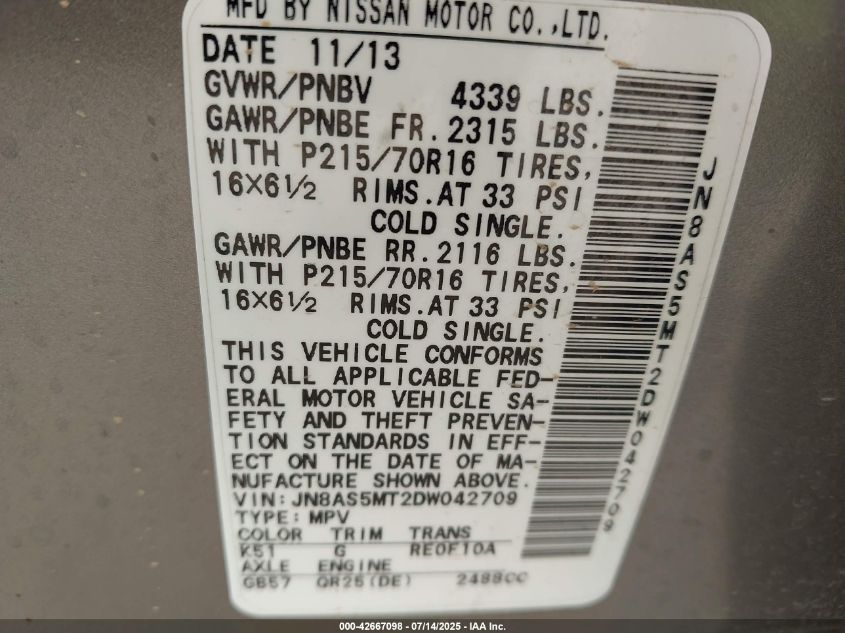 MFD BY NISSAN MOTOR CO.,LTD.
DATE 11/13
GVWR/PNBV 4339 LBS.
GAWR/PNBE FR. 2315 LBS.
WITH P215/70R16 TIRES,
16X6½ RIMS.AT 33 PSI
COLD SINGLE.
GAWR/PNBE RR. 2116 LBS.
WITH P215/70R16 TIRES,
16X6½ RIMS.AT 33 PSI
COLD SINGLE.
THIS VEHICLE CONFORMS
TO ALL APPLICABLE FED-
ERAL MOTOR VEHICLE SA-
FETY AND THEFT PREVEN-
TION STANDARDS IN EFF-
ECT ON THE DATE OF MA-
NUFACTURE SHOWN ABOVE.
VIN: JN8AS5MT2DW042709
TYPE: MPV
COLOR TRIM TRANS
K51 G RE0F10A
AXLE ENGINE
GB57 QR25(DE) 2488CC
JN8AS5MT2DW042709
000-42667098 - 07/14/2025 - IAA Inc.